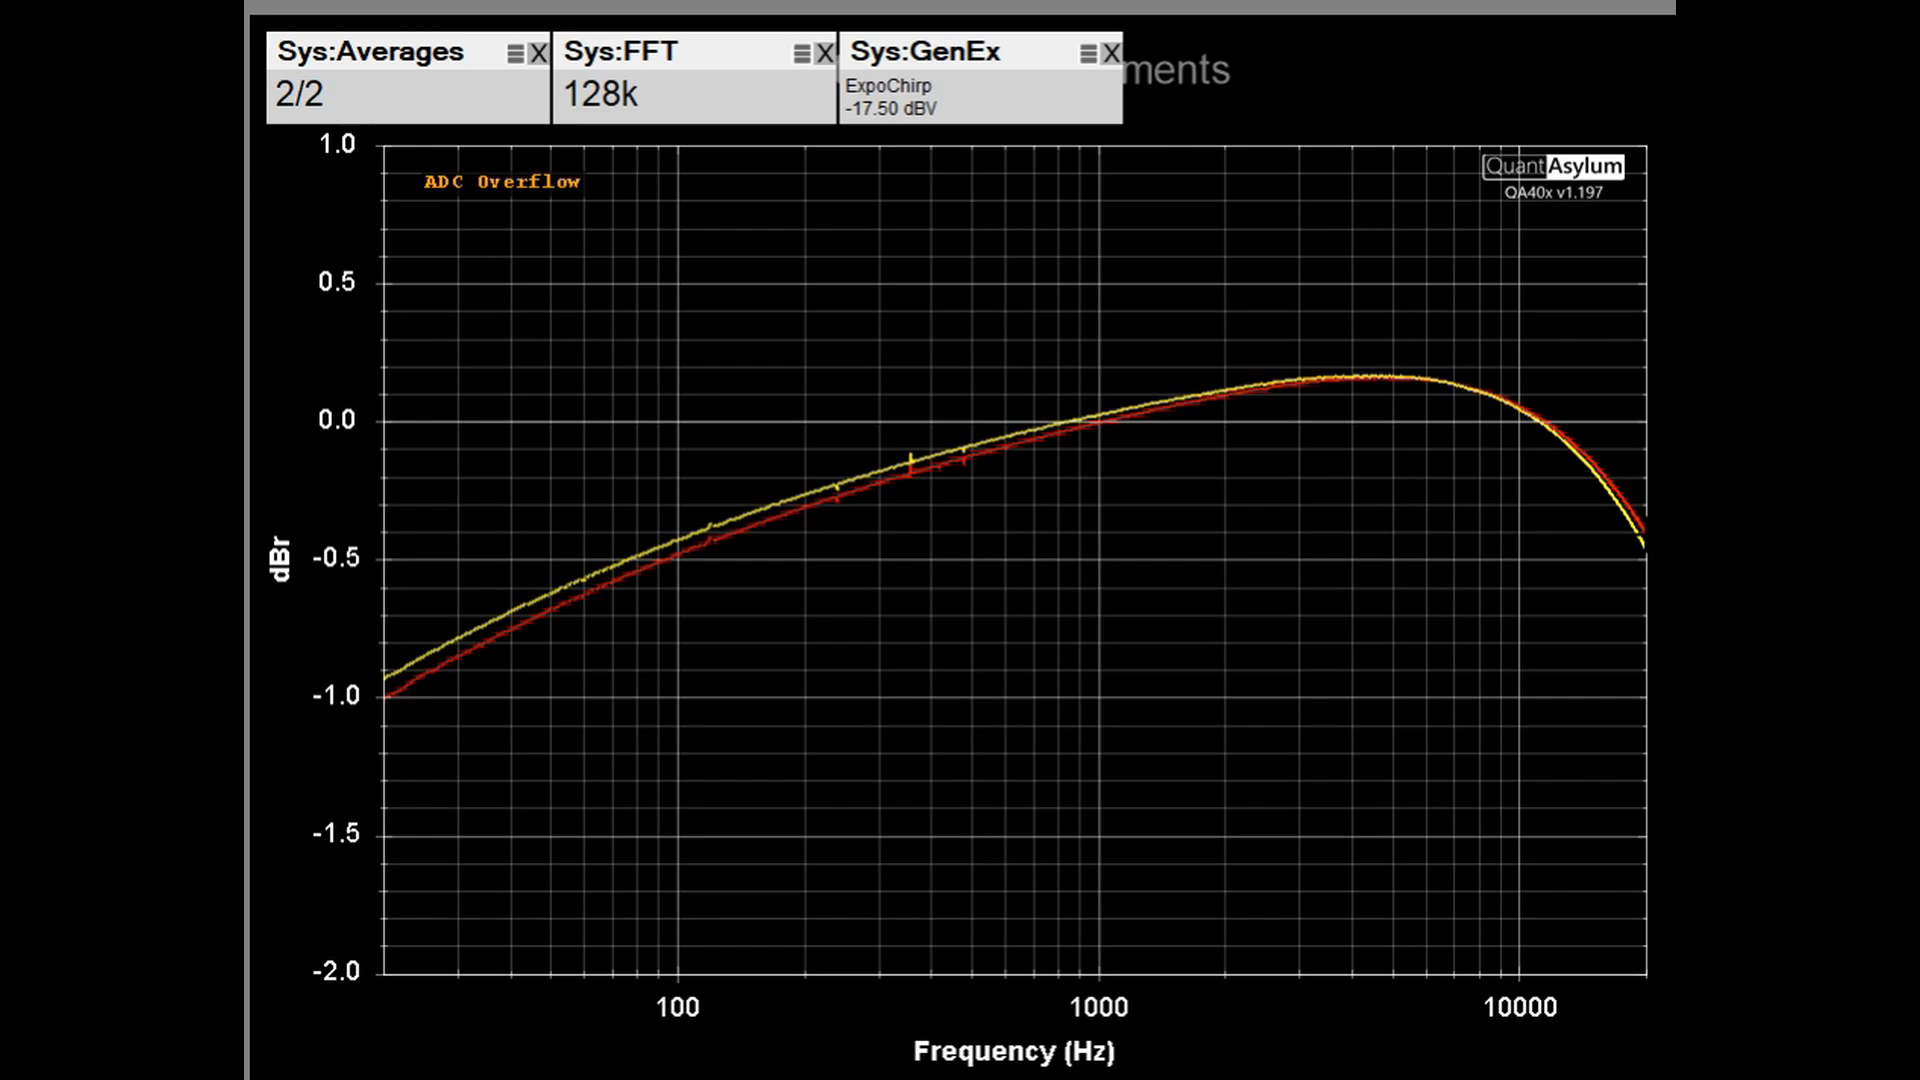 Sys:Averages X Sys:FFT X Sys:GenEx X
2/2 128k ExpoChirp
-17.50 dBV
ments
1.0
ADC Overflow
QuantAsylum
QA40x v1.197
0.5
0.0
-0.5
-1.0
-1.5
-2.0
dBr
100 1000 10000
Frequency (Hz)